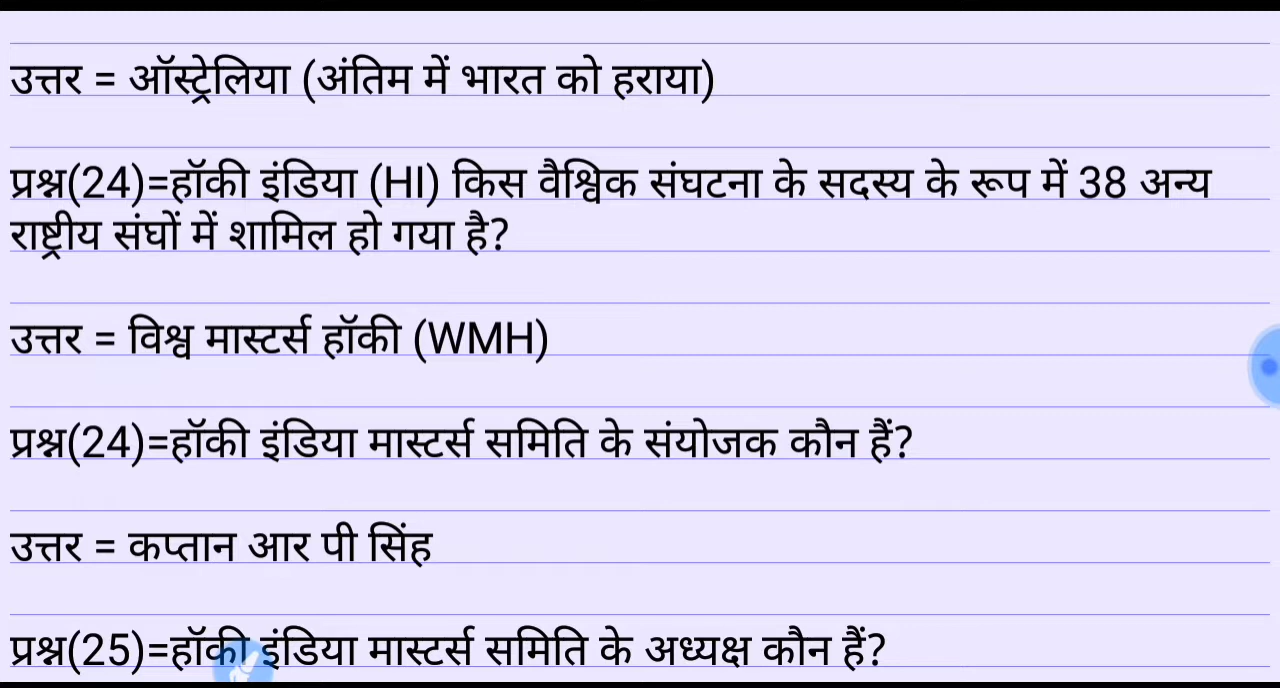 उत्तर = ऑस्ट्रेलिया (अंतिम में भारत को हराया)
प्रश्न(24)=हॉकी इंडिया (HI) किस वैश्विक संघटना के सदस्य के रूप में 38 अन्य
राष्ट्रीय संघों में शामिल हो गया है?
उत्तर = विश्व मास्टर्स हॉकी (WMH)
प्रश्न(24)=हॉकी इंडिया मास्टर्स समिति के संयोजक कौन हैं?
उत्तर = कप्तान आर पी सिंह
प्रश्न(25)=हॉकी इंडिया मास्टर्स समिति के अध्यक्ष कौन हैं?